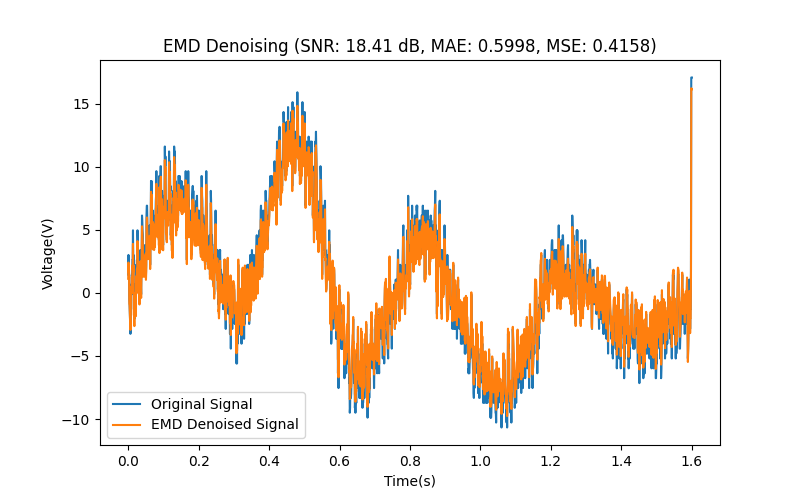 EMD Denoising (SNR: 18.41 dB, MAE: 0.5998, MSE: 0.4158)
15
10
5
0
−5
−10
Voltage(V)
Original Signal
EMD Denoised Signal
0.0 0.2 0.4 0.6 0.8 1.0 1.2 1.4 1.6
Time(s)